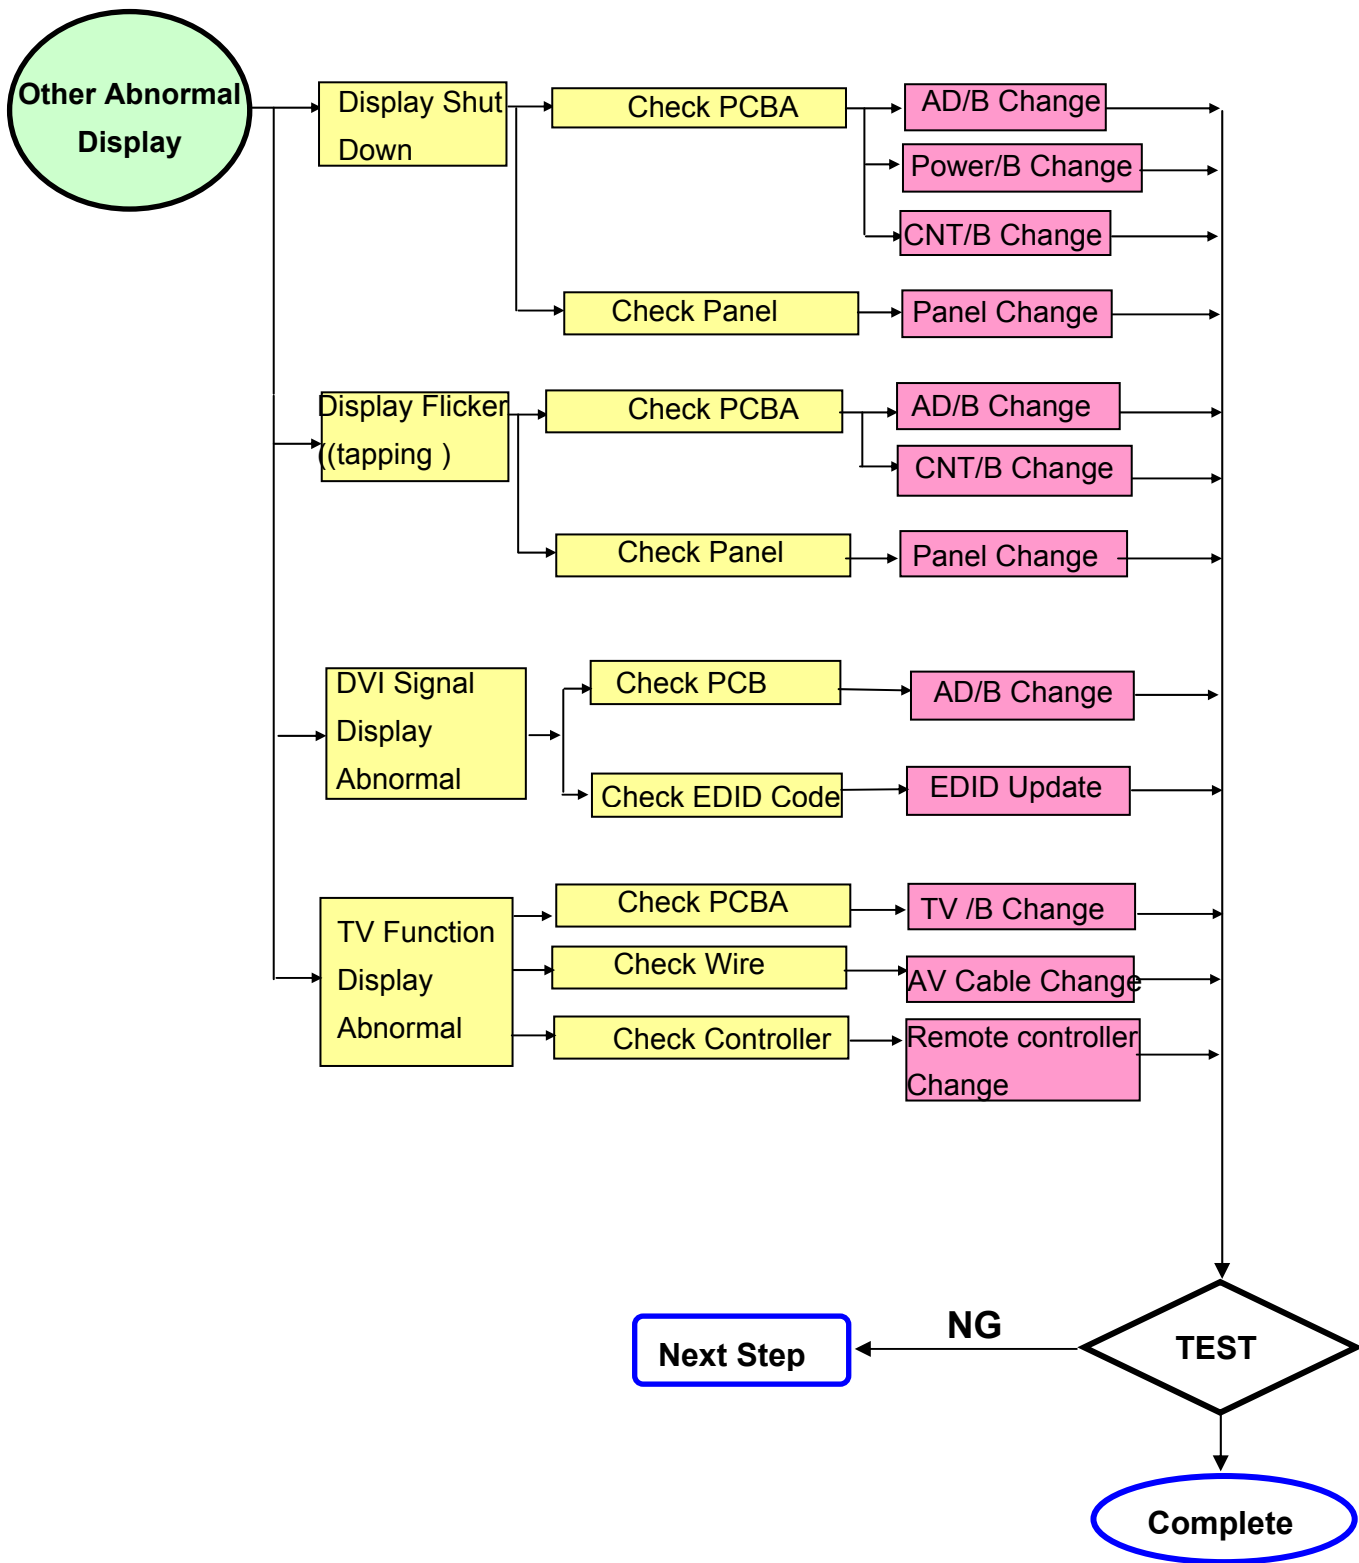 Other Abnormal
Display
Display Shut
Down
Check PCBA
AD/B Change
Power/B Change
CNT/B Change
Check Panel
Panel Change
Display Flicker
((tapping )
Check PCBA
AD/B Change
CNT/B Change
Check Panel
Panel Change
DVI Signal
Display
Abnormal
Check PCB
AD/B Change
Check EDID Code
EDID Update
TV Function
Display
Abnormal
Check PCBA
TV /B Change
Check Wire
AV Cable Change
Check Controller
Remote controller
Change
TEST
NG
Next Step
Complete